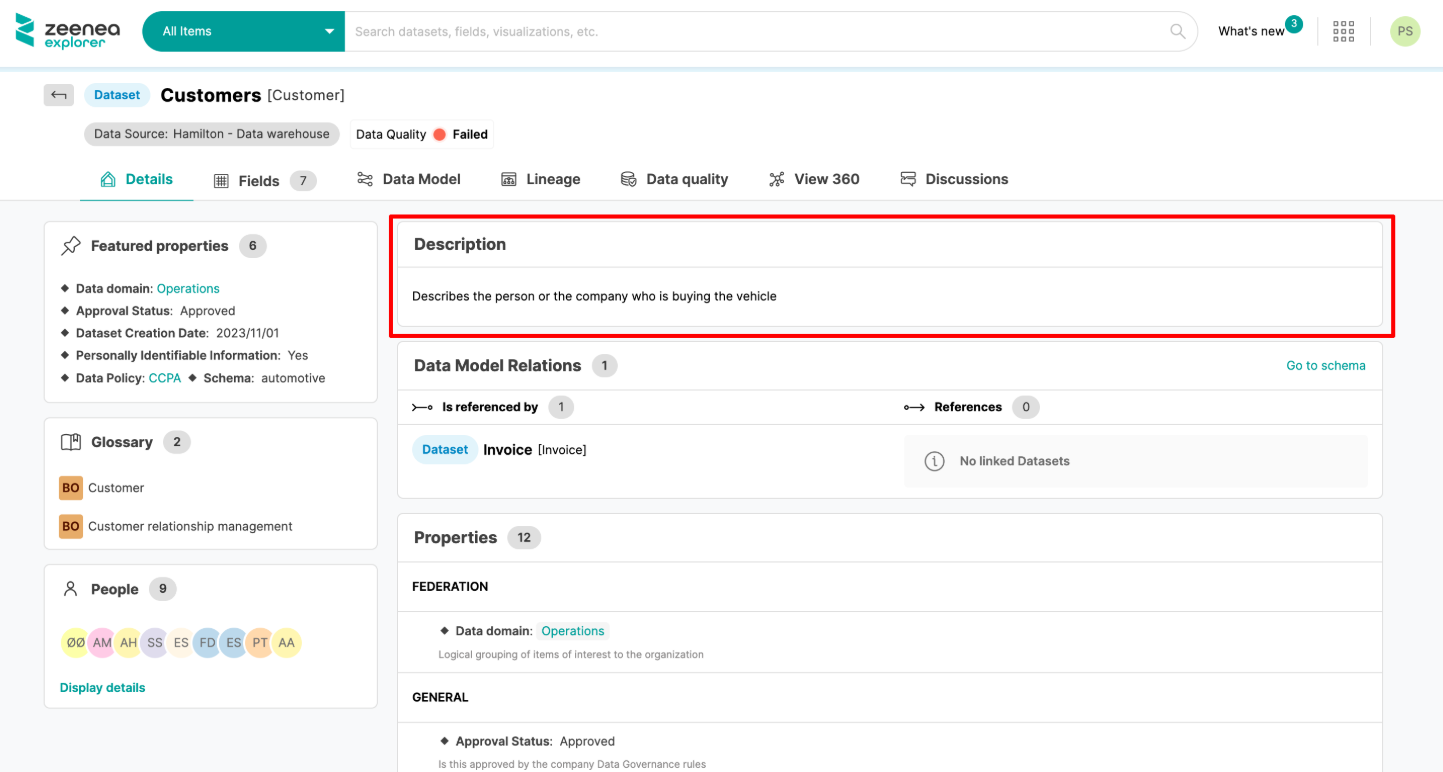 zeenea
explorer
All Items
Search datasets, fields, visualizations, etc.
What's new 3
PS
Dataset Customers [Customer]
Data Source: Hamilton - Data warehouse
Data Quality Failed
Details
Fields 7
Data Model
Lineage
Data quality
View 360
Discussions
Featured properties 6
Data domain: Operations
Approval Status: Approved
Dataset Creation Date: 2023/11/01
Personally Identifiable Information: Yes
Data Policy: CCPA ◆ Schema: automotive
Glossary 2
BO Customer
BO Customer relationship management
People 9
ØØ AM AH SS ES FD ES PT AA
Display details
Description
Describes the person or the company who is buying the vehicle
Data Model Relations 1
Go to schema
Is referenced by 1
References 0
Dataset Invoice [Invoice]
No linked Datasets
Properties 12
FEDERATION
Data domain: Operations
Logical grouping of items of interest to the organization
GENERAL
Approval Status: Approved
Is this approved by the company Data Governance rules